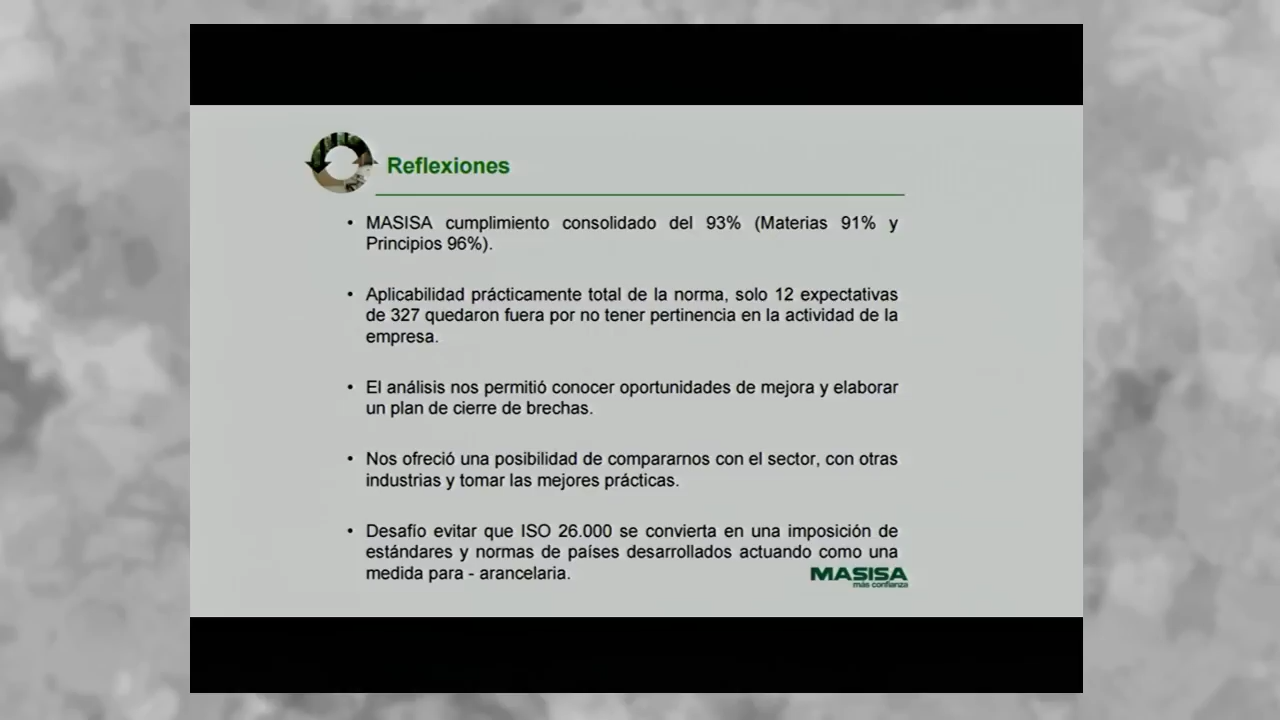 Reflexiones
• MASISA cumplimiento consolidado del 93% (Materias 91% y
Principios 96%).
• Aplicabilidad prácticamente total de la norma, solo 12 expectativas
de 327 quedaron fuera por no tener pertinencia en la actividad de la
empresa.
• El análisis nos permitió conocer oportunidades de mejora y elaborar
un plan de cierre de brechas.
• Nos ofreció una posibilidad de compararnos con el sector, con otras
industrias y tomar las mejores prácticas.
• Desafío evitar que ISO 26.000 se convierta en una imposición de
estándares y normas de países desarrollados actuando como una
medida para - arancelaria.
MASISA
más confianza